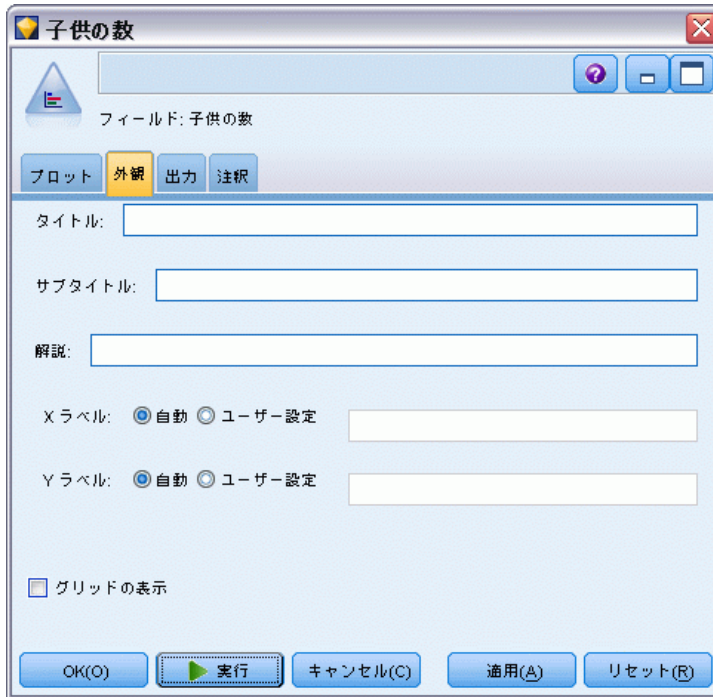 子供の数
フィールド: 子供の数
プロット 外観 出力 注釈
タイトル:
サブタイトル:
解説:
X ラベル: 自動 ユーザー設定
Y ラベル: 自動 ユーザー設定
グリッドの表示
OK(O) 実行 キャンセル(C) 適用(A) リセット(R)